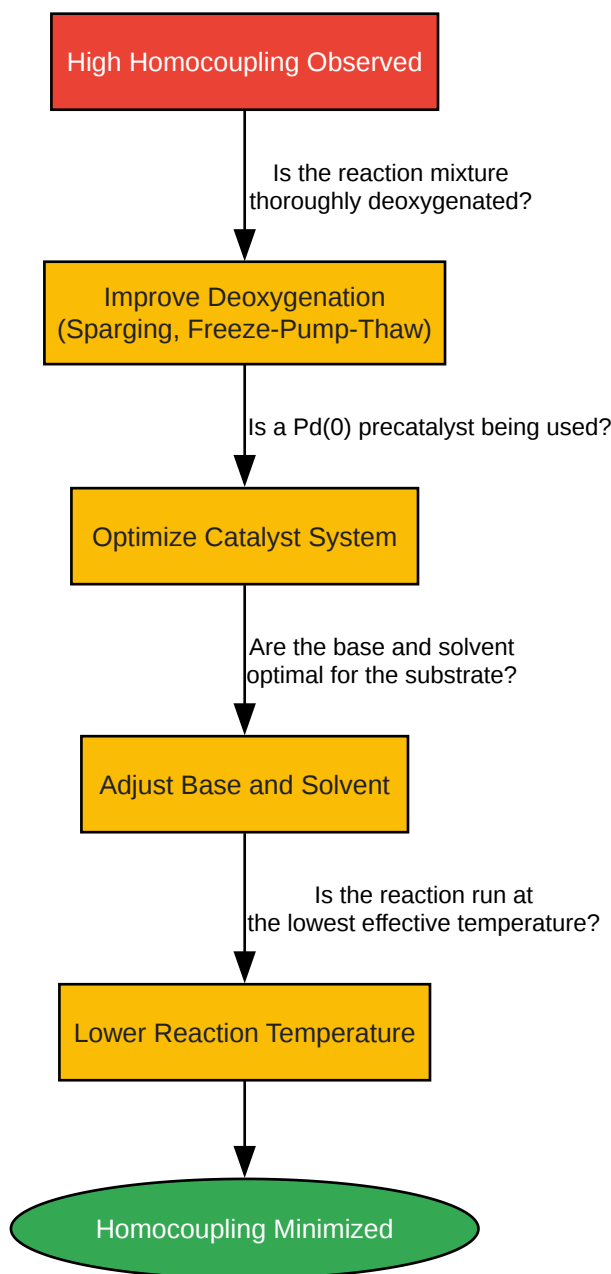 High Homocoupling Observed
Is the reaction mixture
thoroughly deoxygenated?
Improve Deoxygenation
(Sparging, Freeze-Pump-Thaw)
Is a Pd(0) precatalyst being used?
Optimize Catalyst System
Are the base and solvent
optimal for the substrate?
Adjust Base and Solvent
Is the reaction run at
the lowest effective temperature?
Lower Reaction Temperature
Homocoupling Minimized